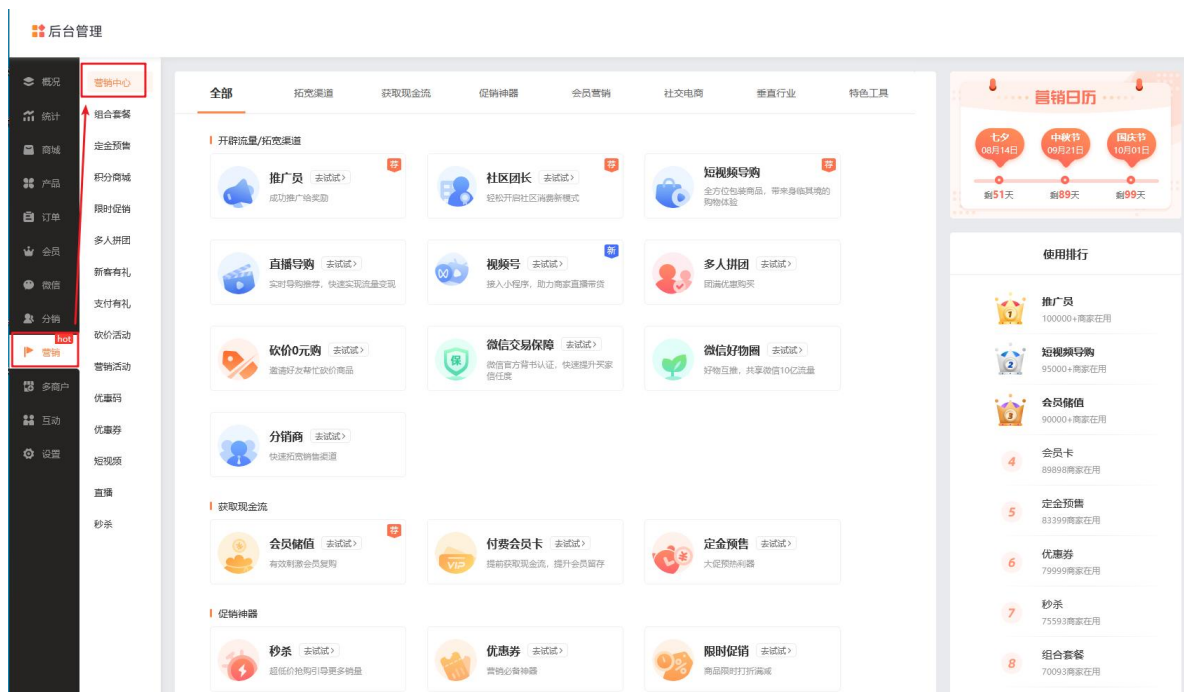 后台管理
概况
统计
商城
产品
订单
会员
微信
分销
hot
营销
多商户
互动
设置
营销中心
组合套餐
定金预售
积分商城
限时促销
多人拼团
新客有礼
支付有礼
砍价活动
营销活动
优惠码
优惠券
短视频
直播
秒杀
全部 拓宽渠道 获取现金流 促销神器 会员营销 社交电商 垂直行业 特色工具
开辟流量/拓宽渠道
推广员 去试试> 荐
成功推广给奖励
社区团长 去试试> 荐
轻松开启社区消费新模式
短视频导购 荐
全方位包装商品,带来身临其境的
购物体验
直播导购 去试试>
实时导购推荐,快速实现流量变现
视频号 去试试> 新
接入小程序,助力商家直播带货
多人拼团 去试试>
团满优惠购买
砍价0元购 去试试>
邀请好友帮忙砍价商品
保
微信交易保障 去试试>
微信官方背书认证,快速提升买家
信任度
微信好物圈 去试试>
好物互推,共享微信10亿流量
分销商 去试试>
快速拓宽销售渠道
获取现金流
会员储值 去试试> 荐
有效刺激会员复购
VIP
付费会员卡 去试试>
提前获取现金流,提升会员留存
定金预售 去试试>
大促预热利器
促销神器
秒杀 去试试>
超低价抢购引导更多销量
优惠券 去试试>
营销必备神器
限时促销 去试试>
商品限时打折满减
营销日历
七夕 中秋节 国庆节
08月14日 09月21日 10月01日
剩51天 剩89天 剩99天
使用排行
1 推广员
100000+商家在用
2 短视频导购
95000+商家在用
3 会员储值
90000+商家在用
4 会员卡
89898商家在用
5 定金预售
83399商家在用
6 优惠券
79999商家在用
7 秒杀
75593商家在用
8 组合套餐
70093商家在用